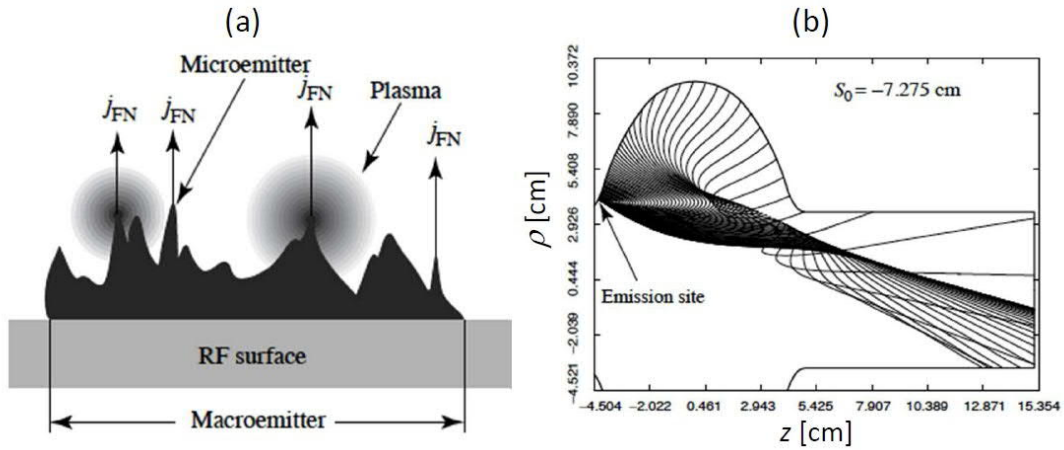 (a)
Microemitter
jFN
jFN
jFN
Plasma
jFN
RF surface
Macroemitter
(b)
S0 = −7.275 cm
ρ [cm]
10.372
7.890
5.408
2.926
0.444
−2.039
−4.521
Emission site
−4.504 −2.022 0.461 2.943 5.425 7.907 10.389 12.871 15.354
z [cm]